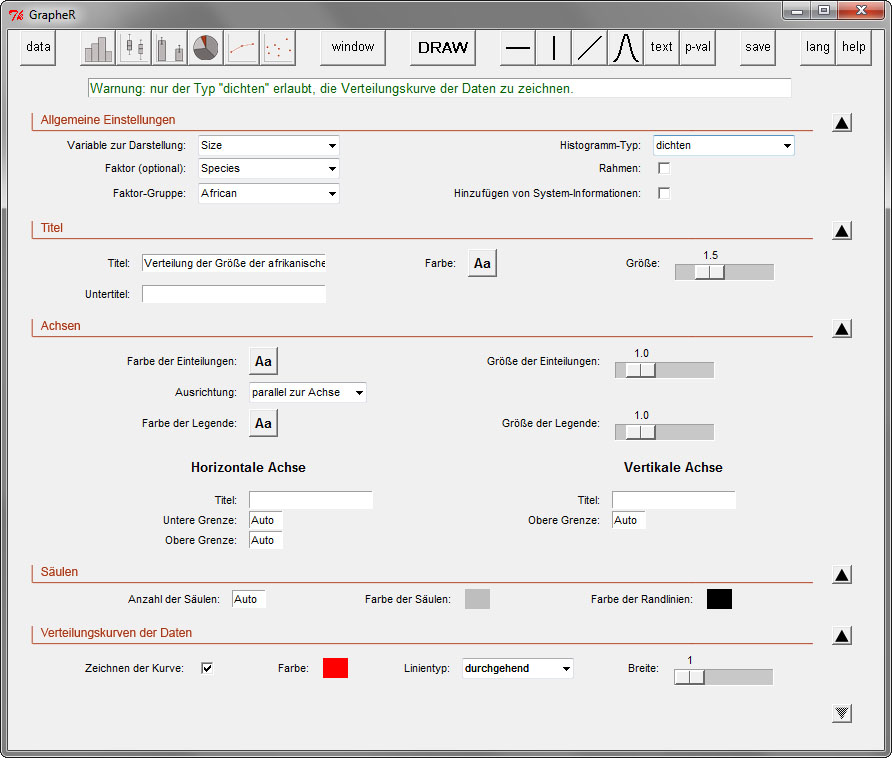 GrapheR
data window DRAW text p-val save lang help
Warnung: nur der Typ "dichten" erlaubt, die Verteilungskurve der Daten zu zeichnen.
Allgemeine Einstellungen
Variable zur Darstellung: Size Histogramm-Typ: dichten
Faktor (optional): Species Rahmen:
Faktor-Gruppe: African Hinzufügen von System-Informationen:
Titel
Titel: Verteilung der Größe der afrikanische Farbe: Aa Größe: 1.5
Untertitel:
Achsen
Farbe der Einteilungen: Aa Größe der Einteilungen: 1.0
Ausrichtung: parallel zur Achse
Farbe der Legende: Aa Größe der Legende: 1.0
Horizontale Achse Vertikale Achse
Titel: Titel:
Untere Grenze: Auto Obere Grenze: Auto
Obere Grenze: Auto
Säulen
Anzahl der Säulen: Auto Farbe der Säulen: Farbe der Randlinien:
Verteilungskurven der Daten
Zeichnen der Kurve: Farbe: Linientyp: durchgehend Breite: 1